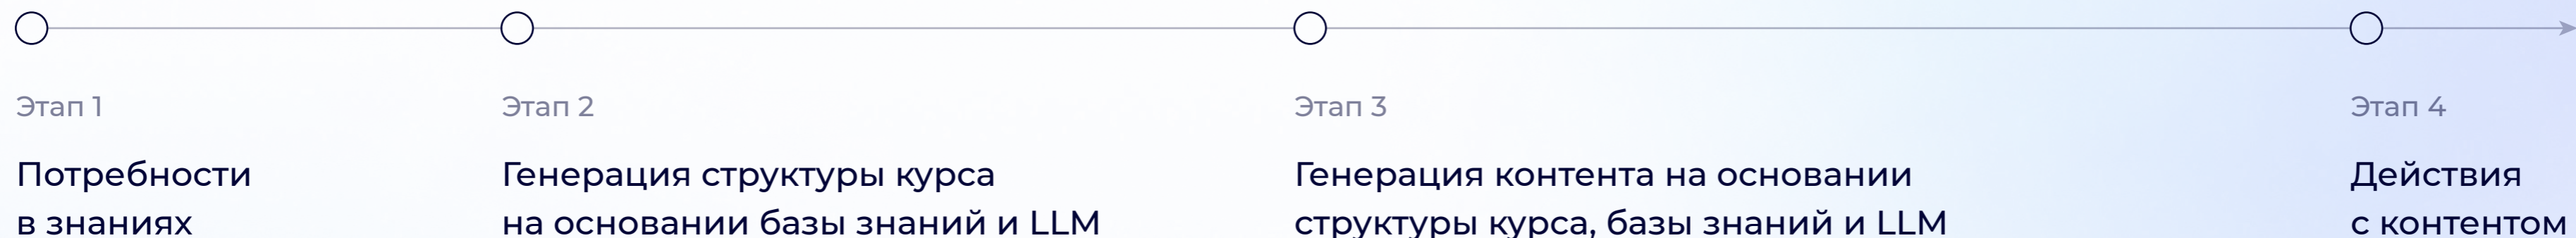 Этап 1
Потребности
в знаниях
Этап 2
Генерация структуры курса
на основании базы знаний и LLM
Этап 3
Генерация контента на основании
структуры курса, базы знаний и LLM
Этап 4
Действия
с контентом